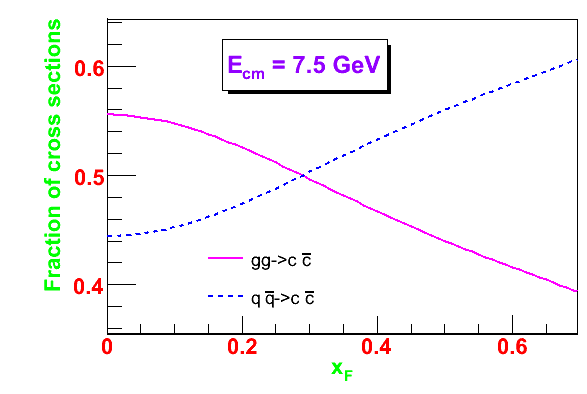 Fraction of cross sections
E_cm = 7.5 GeV
0.6
0.5
0.4
gg->c c̅
q q̅->c c̅
0 0.2 0.4 0.6
x_F